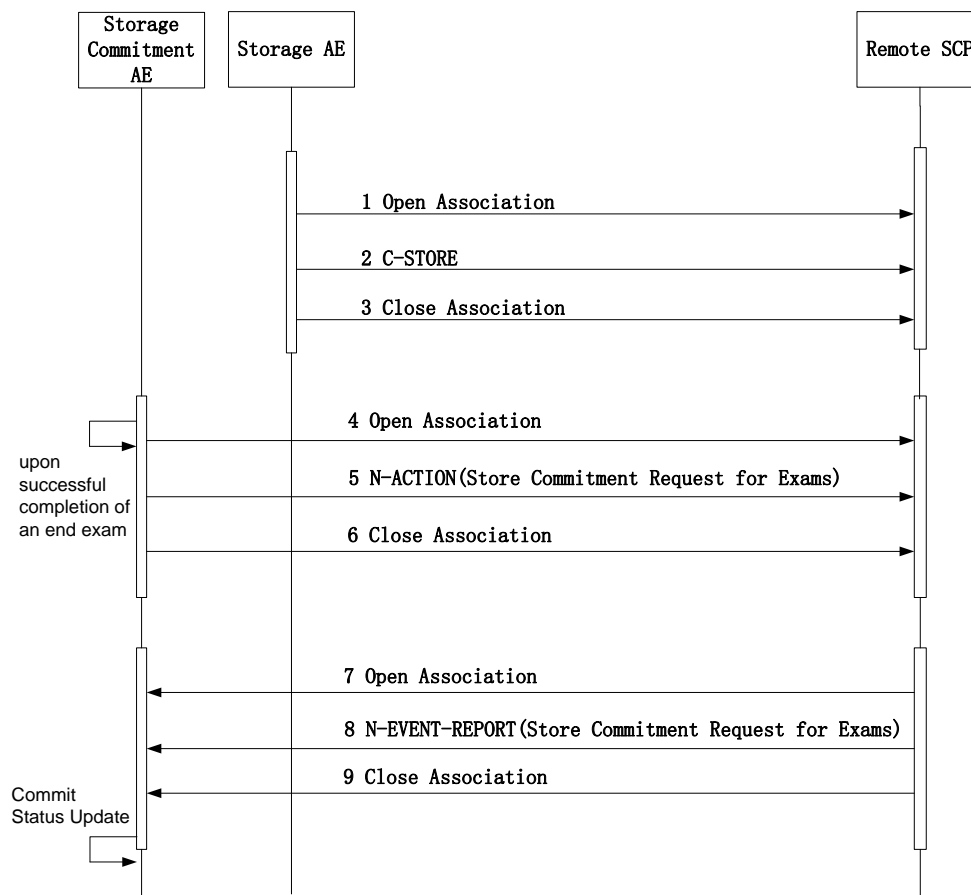 Storage
Commitment
AE
Storage AE
Remote SCP
1 Open Association
2 C-STORE
3 Close Association
4 Open Association
upon
successful
completion of
an end exam
5 N-ACTION(Store Commitment Request for Exams)
6 Close Association
7 Open Association
8 N-EVENT-REPORT(Store Commitment Request for Exams)
9 Close Association
Commit
Status Update